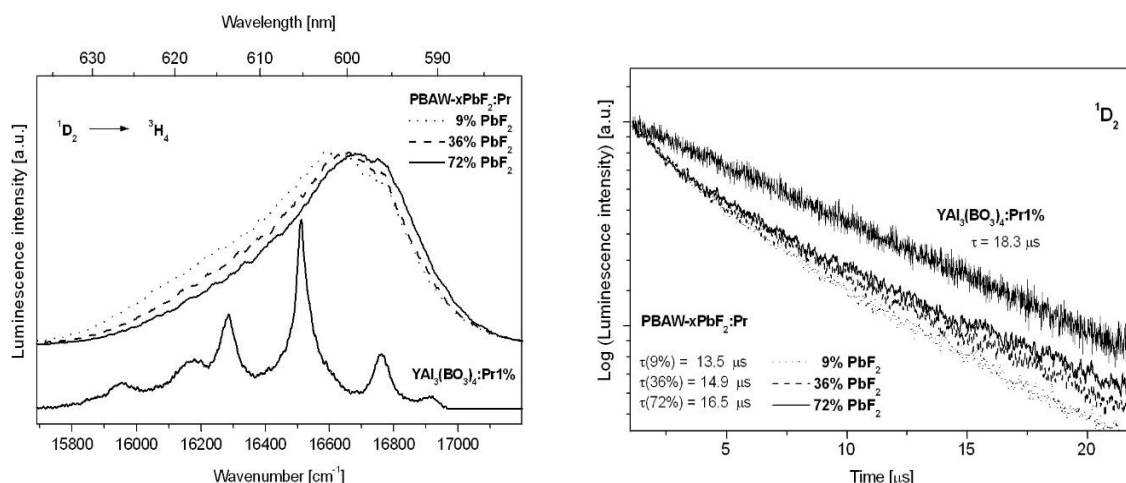 Wavelength [nm]
630 620 610 600 590
PBAW-xPbF₂:Pr
¹D₂ → ³H₄
9% PbF₂
36% PbF₂
72% PbF₂
Luminescence intensity [a.u.]
YAl₃(BO₃)₄:Pr1%
15800 16000 16200 16400 16600 16800 17000
Wavenumber [cm⁻¹]
¹D₂
Log (Luminescence intensity) [a.u.]
YAl₃(BO₃)₄:Pr1%
τ = 18.3 μs
PBAW-xPbF₂:Pr
τ(9%) = 13.5 μs 9% PbF₂
τ(36%) = 14.9 μs 36% PbF₂
τ(72%) = 16.5 μs 72% PbF₂
5 10 15 20
Time [μs]